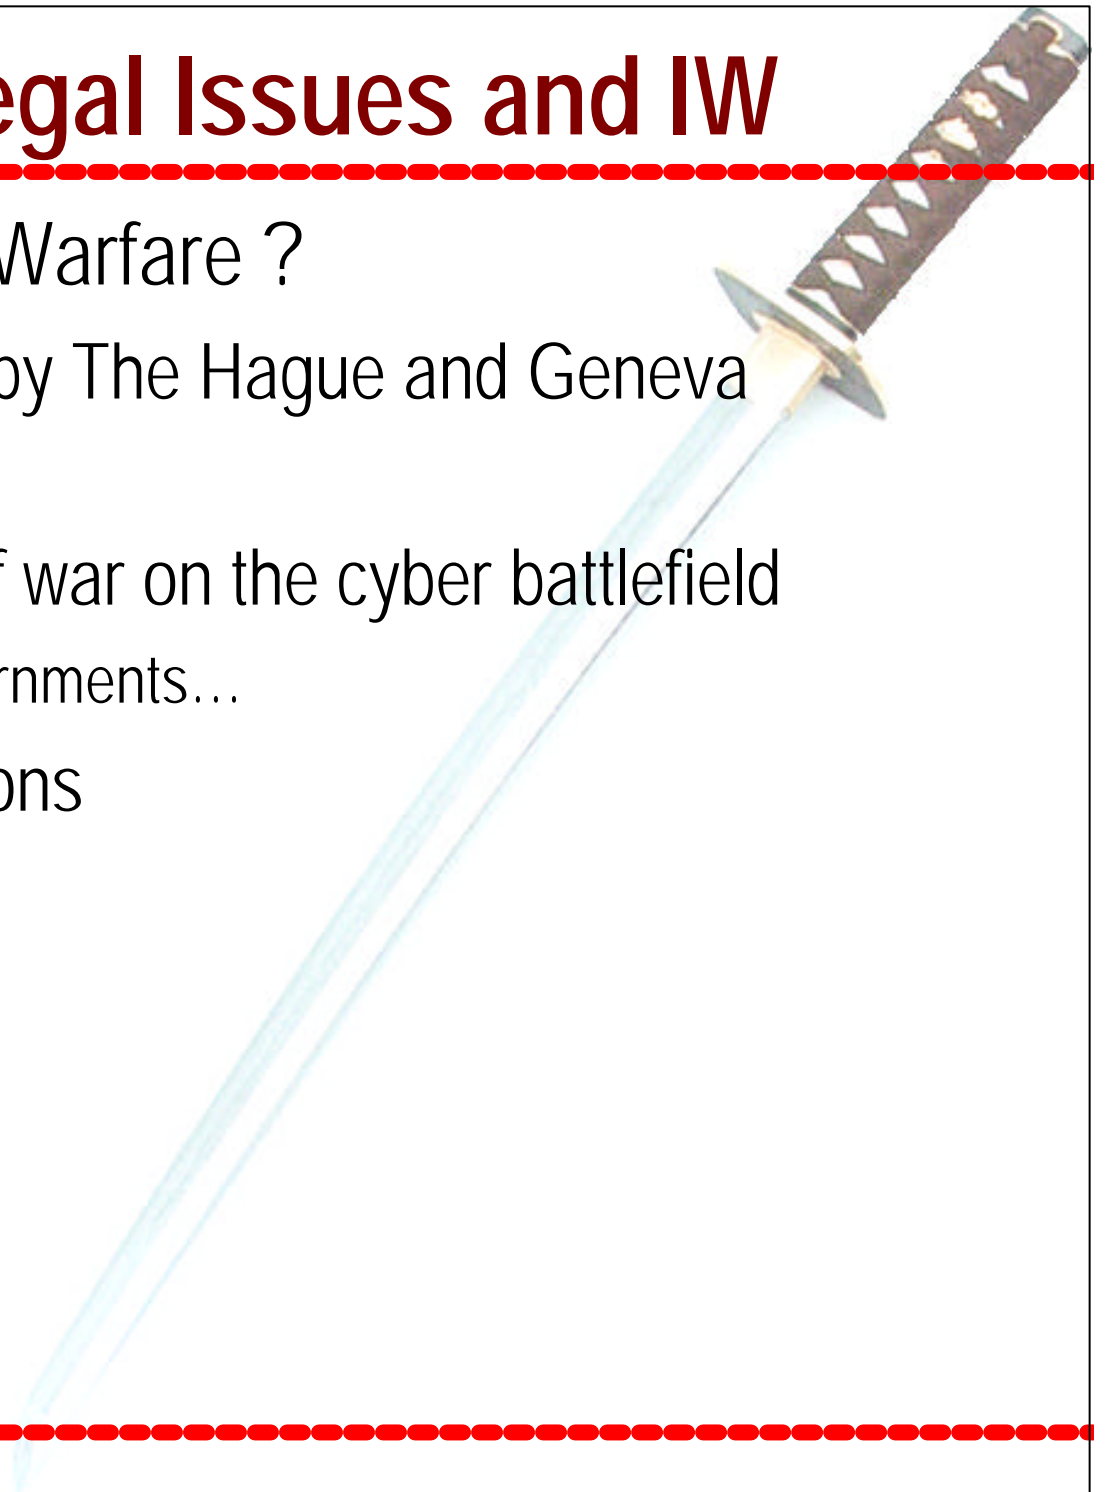 egal Issues and IW
Warfare ?
by The Hague and Geneva
f war on the cyber battlefield
rnments…
ons